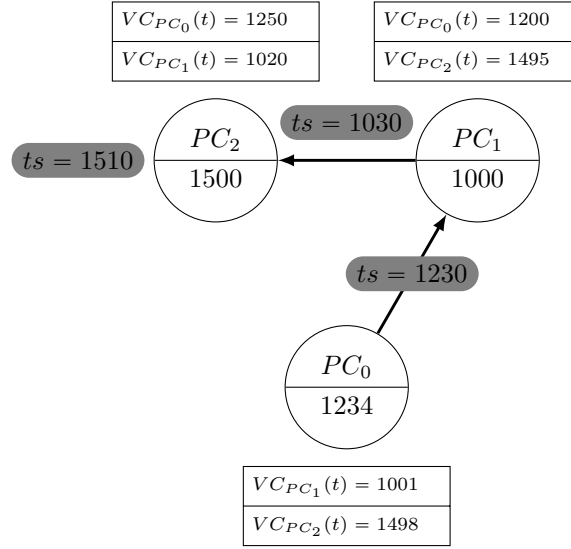 VC_{PC_0}(t) = 1250
VC_{PC_1}(t) = 1020
VC_{PC_0}(t) = 1200
VC_{PC_2}(t) = 1495
ts = 1030
PC_2
1500
ts = 1510
PC_1
1000
ts = 1230
PC_0
1234
VC_{PC_1}(t) = 1001
VC_{PC_2}(t) = 1498